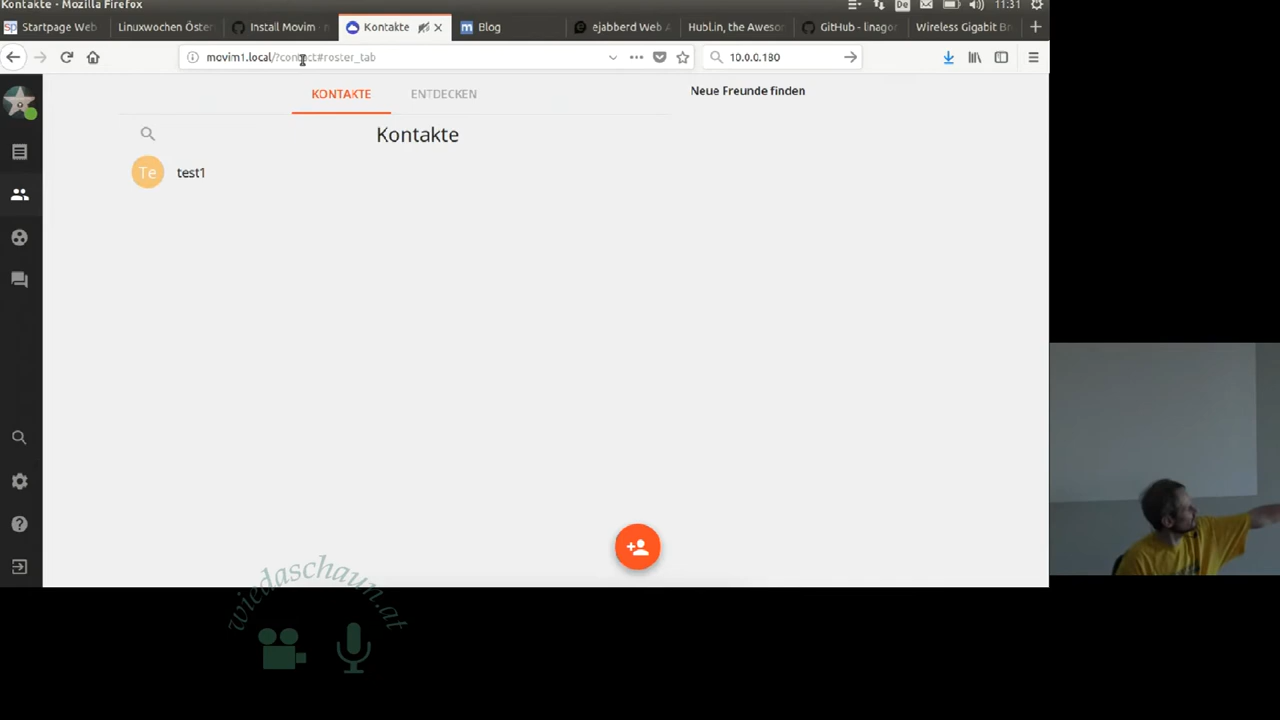 Kontakte - Mozilla Firefox
De
11:31
Startpage Web
Linuxwochen Öster
Install Movim - n
Kontakte
Blog
ejabberd Web A
Hubl.in, the Aweso
GitHub - linagor
Wireless Gigabit Br
movim1.local/?contact#roster_tab
10.0.0.180
KONTAKTE
ENTDECKEN
Neue Freunde finden
Kontakte
Te
test1
wiedaschaun.at